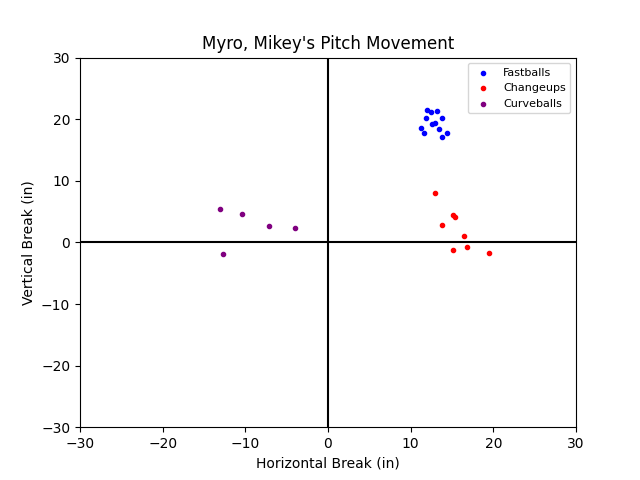 Myro, Mikey's Pitch Movement
Fastballs
Changeups
Curveballs
30
20
10
0
−10
−20
−30
Vertical Break (in)
−30 −20 −10 0 10 20 30
Horizontal Break (in)